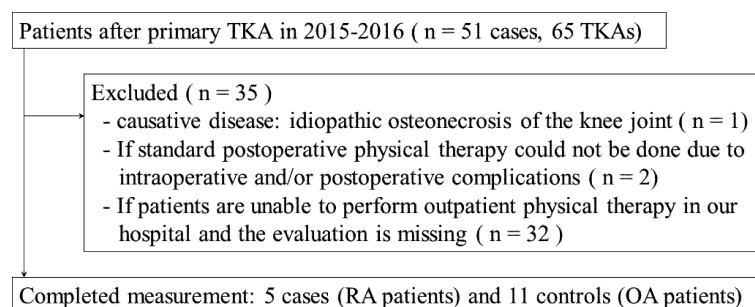 Patients after primary TKA in 2015-2016 ( n = 51 cases, 65 TKAs)
Excluded ( n = 35 )
- causative disease: idiopathic osteonecrosis of the knee joint ( n = 1)
- If standard postoperative physical therapy could not be done due to
intraoperative and/or postoperative complications ( n = 2)
- If patients are unable to perform outpatient physical therapy in our
hospital and the evaluation is missing ( n = 32 )
Completed measurement: 5 cases (RA patients) and 11 controls (OA patients)